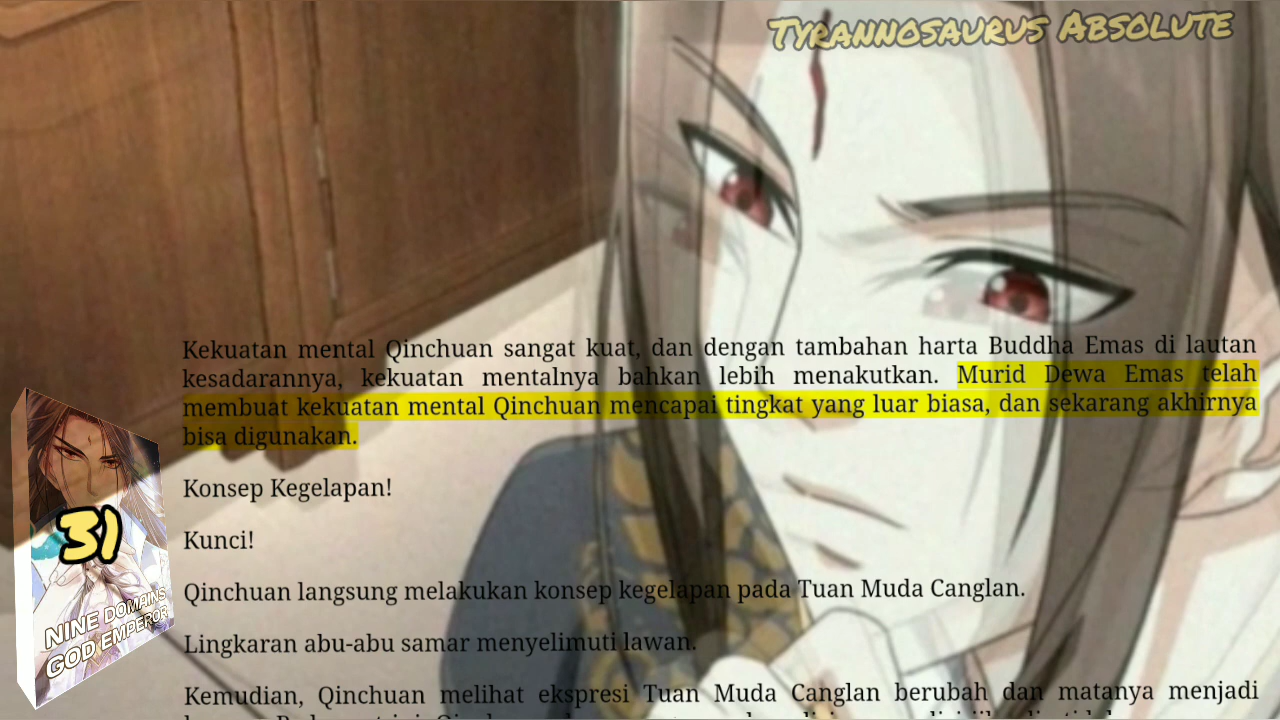 Tyrannosaurus Absolute
Kekuatan mental Qinchuan sangat kuat, dan dengan tambahan harta Buddha Emas di lautan
kesadarannya, kekuatan mentalnya bahkan lebih menakutkan. Murid Dewa Emas telah
membuat kekuatan mental Qinchuan mencapai tingkat yang luar biasa, dan sekarang akhirnya
bisa digunakan.
Konsep Kegelapan!
Kunci!
Qinchuan langsung melakukan konsep kegelapan pada Tuan Muda Canglan.
Lingkaran abu-abu samar menyelimuti lawan.
Kemudian, Qinchuan melihat ekspresi Tuan Muda Canglan berubah dan matanya menjadi
31
NINE DOMAINS
GOD EMPEROR